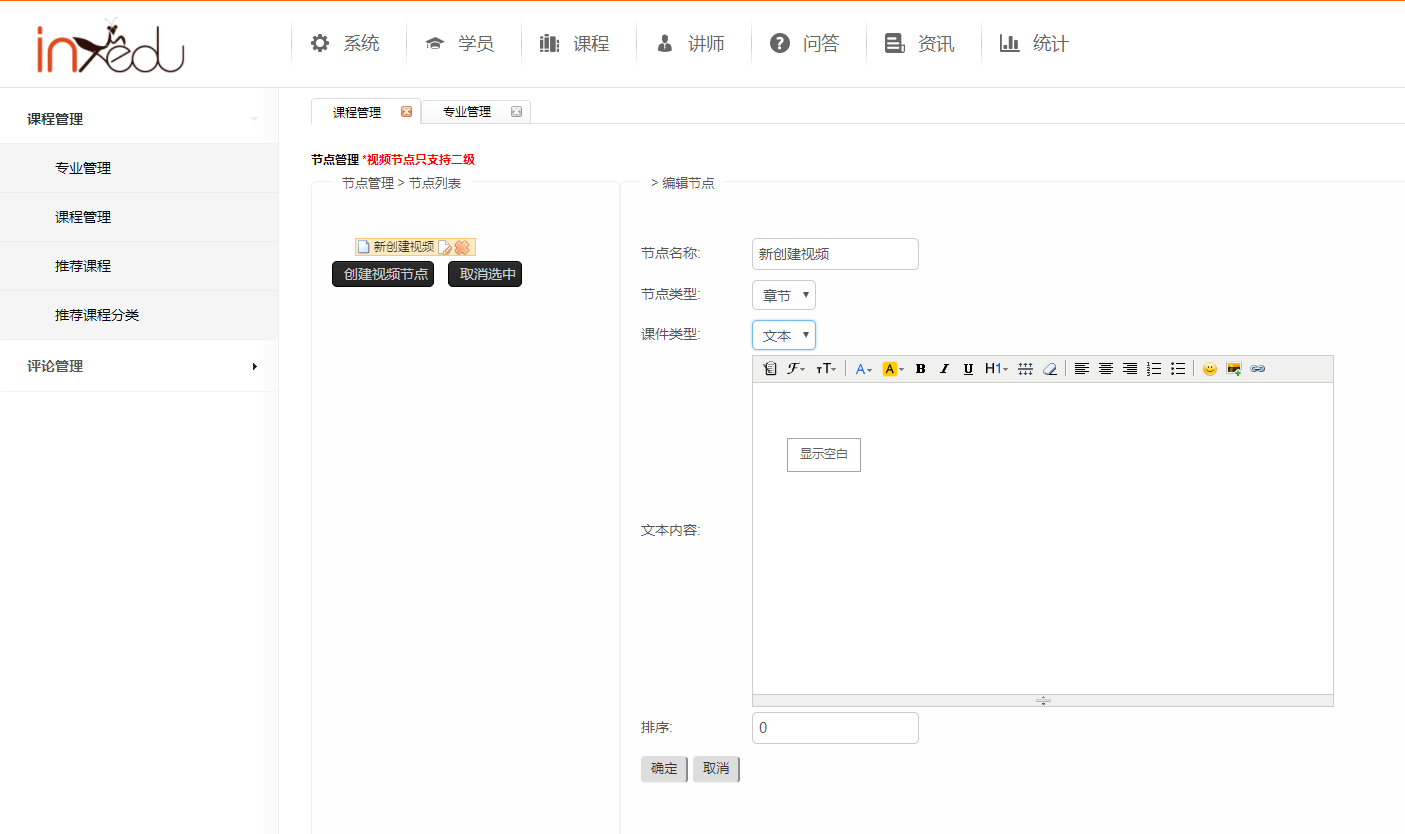 inxedu
系统 学员 课程 讲师 问答 资讯 统计
课程管理
专业管理
课程管理
推荐课程
推荐课程分类
评论管理
课程管理 专业管理
节点管理 *视频节点只支持二级
节点管理 > 节点列表
新创建视频
创建视频节点 取消选中
> 编辑节点
节点名称: 新创建视频
节点类型: 章节
课件类型: 文本
显示空白
文本内容:
排序: 0
确定 取消